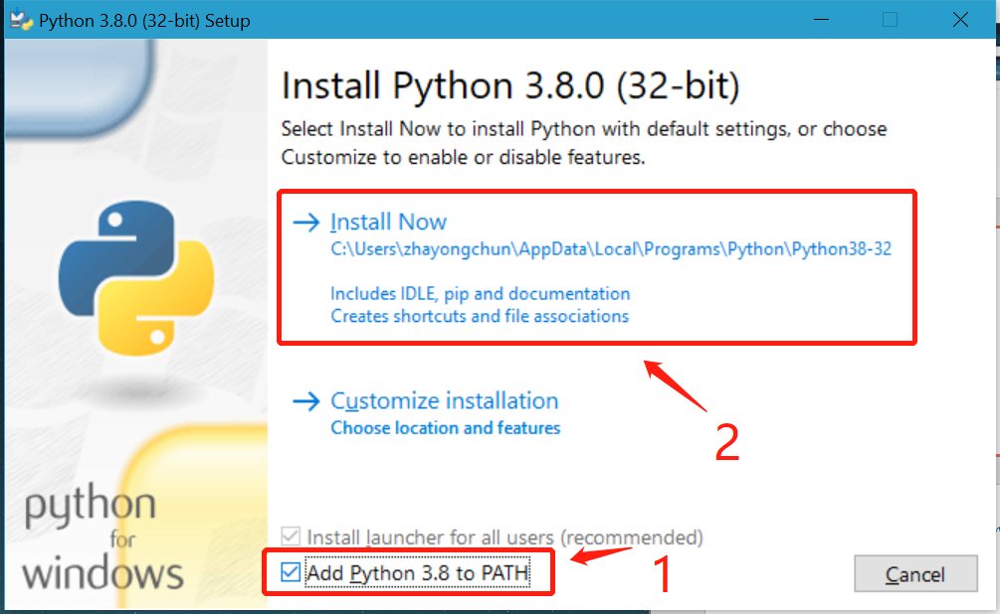 Python 3.8.0 (32-bit) Setup
Install Python 3.8.0 (32-bit)
Select Install Now to install Python with default settings, or choose
Customize to enable or disable features.
Install Now
C:\Users\zhayongchun\AppData\Local\Programs\Python\Python38-32
Includes IDLE, pip and documentation
Creates shortcuts and file associations
Customize installation
Choose location and features
2
Install launcher for all users (recommended)
Add Python 3.8 to PATH
1
Cancel
python
for
windows